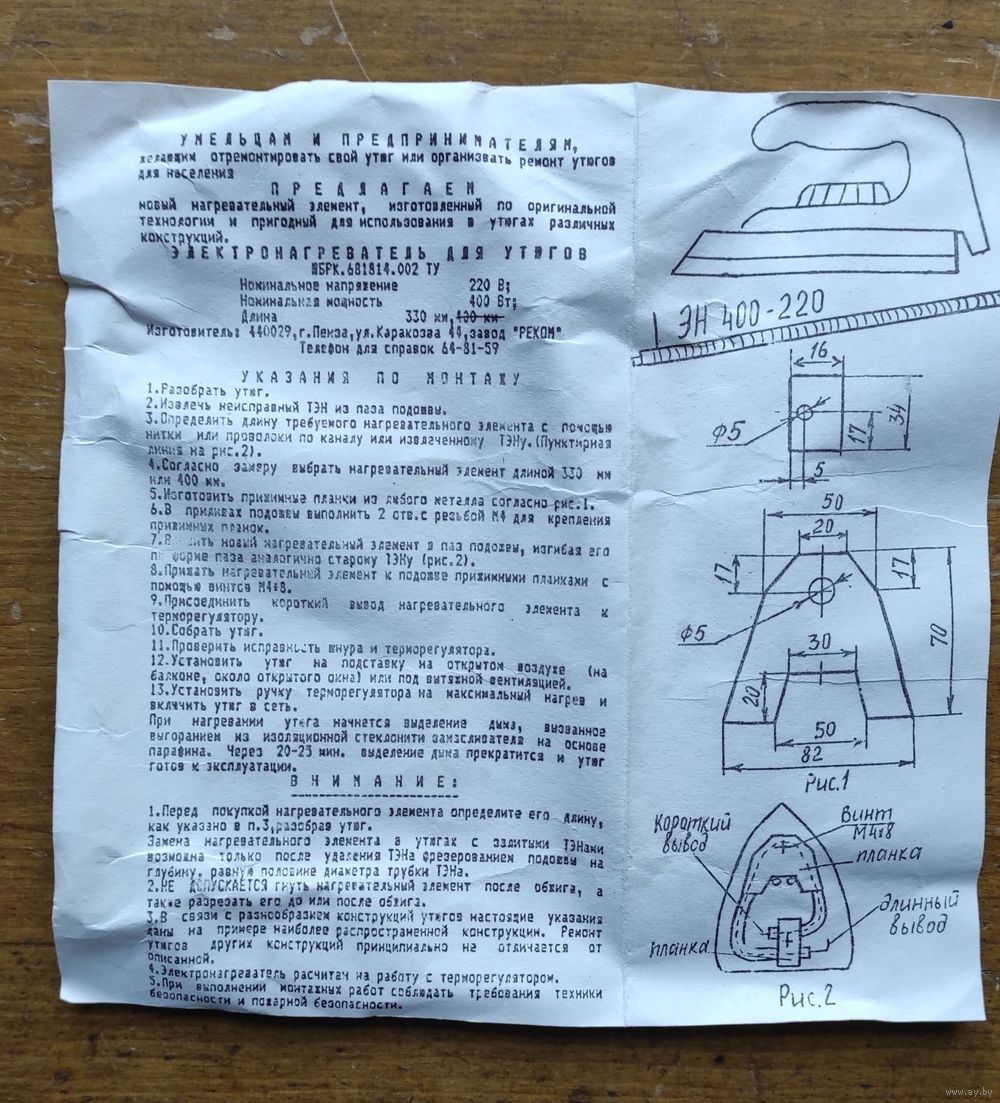 УМЕЛЬЦАМ И ПРЕДПРИНИМАТЕЛЯМ,
желающим отремонтировать свой утюг или организвать ремонт утюгов
для населения
ПРЕДЛАГАЕМ
новый нагревательный элемент, изготовленный по оригинальной
технологии и пригодный для использования в утюгах различных
конструкций.
ЭЛЕКТРОНАГРЕВАТЕЛЬ ДЛЯ УТЮГОВ
681814.002 ТУ
Номинальное напряжение 220 В;
Номинальная мощность 400 Вт;
Длина 330 мм, 400 мм
Изготовитель: 440029,г.Пенза,ул.Каракозва 44,завод "РЕКОМ"
Телефон для справок 64-81-59
УКАЗАНИЯ ПО МОНТАЖУ
1.Разобрать утюг.
2.Извлечь неисправный ТЭН из паза подошвы.
3.Определить длину требуемого нагревательного элемента с помощью
нитки или проволоки по каналу или извлеченному ТЭНу.(Пунктирная
линия на рис.2).
4.Согласно замеру выбрать нагревательный элемент длиной 330 мм
или 400 мм.
5.Изготовить прижимные планки из любого металла согласно рис.1.
6.В приливах подошвы выполнить 2 отв.с резьбой М4 для крепления
прижимных планок.
7. новый нагревательный элемент в паз подошвы, изгибая его
по форме паза аналогично старому ТЭНу (рис.2).
8.Прижать нагревательный элемент к подошве прижимными планками с
помощью винтов М4*8.
9.Присоединить короткий вывод нагревательного элемента к
терморегулятору.
10.Собрать утюг.
11.Проверить исправность шнура и терморегулятора.
12.Установить утюг на подставку на открытом воздухе (на
балконе, около открытого окна) или под вытяжной вентиляцией.
13.Установить ручку терморегулятора на максимальный нагрев и
включить утюг в сеть.
При нагревании утюга начнется выделение дыма, вызванное
выгоранием из изоляционной стеклонити замасливателя на основе
парафина. Через 20-23 мин. выделение дыма прекратится и утюг
готов к эксплуатации.
ВНИМАНИЕ:
1.Перед покупкой нагревательного элемента определите его длину,
как указано в п.3,разобрав утюг.
Замена нагревательного элемента в утюгах с залитыми ТЭНами
возможна только после удаления ТЭНа фрезерованием подошвы на
глубину, равную половине диаметра трубки ТЭНа.
2.НЕ ДОПУСКАЕТСЯ гнуть нагревательный элемент после обжига, а
также разрезать его до или после обжига.
3.В связи с разнообразием конструкций утюгов настоящие указания
даны на примере наиболее распространенной конструкции. Ремонт
утюгов других конструкций принципиально не отличается от
описанной.
4.Электронагреватель расчитан на работу с терморегулятором.
5.При выполнении монтажных работ соблюдать требования техники
безопасности и пожарной безопасности.
ЭН 400-220
16
34
17
Ф5
5
50
20
17
17
Ф5
70
30
20
50
82
Рис.1
Короткий
вывод
Винт
М4*8
планка
длинный
вывод
планка
Рис.2
www.ay.by